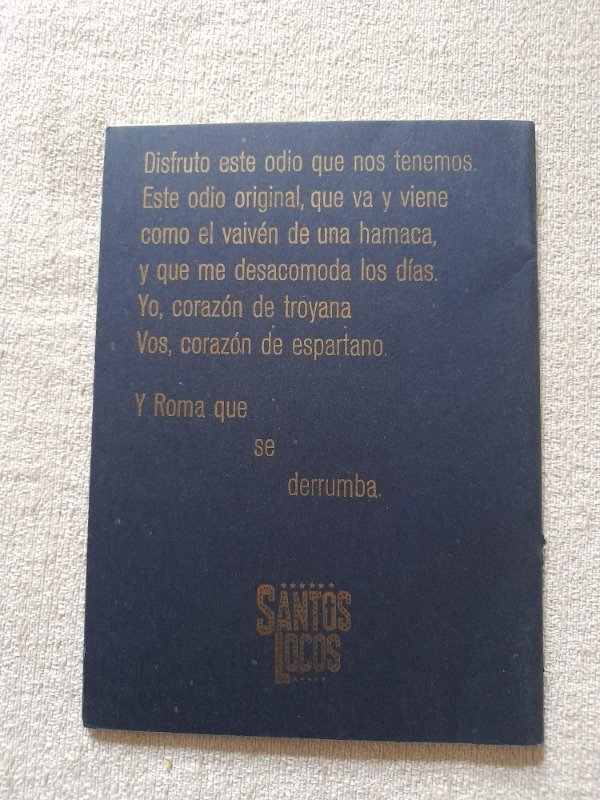 Disfruto este odio que nos tenemos.
Este odio original, que va y viene
como el vaivén de una hamaca,
y que me desacomoda los días.
Yo, corazón de troyana
Vos, corazón de espartano.
Y Roma que
se
derrumba.
SANTOS
LOCOS